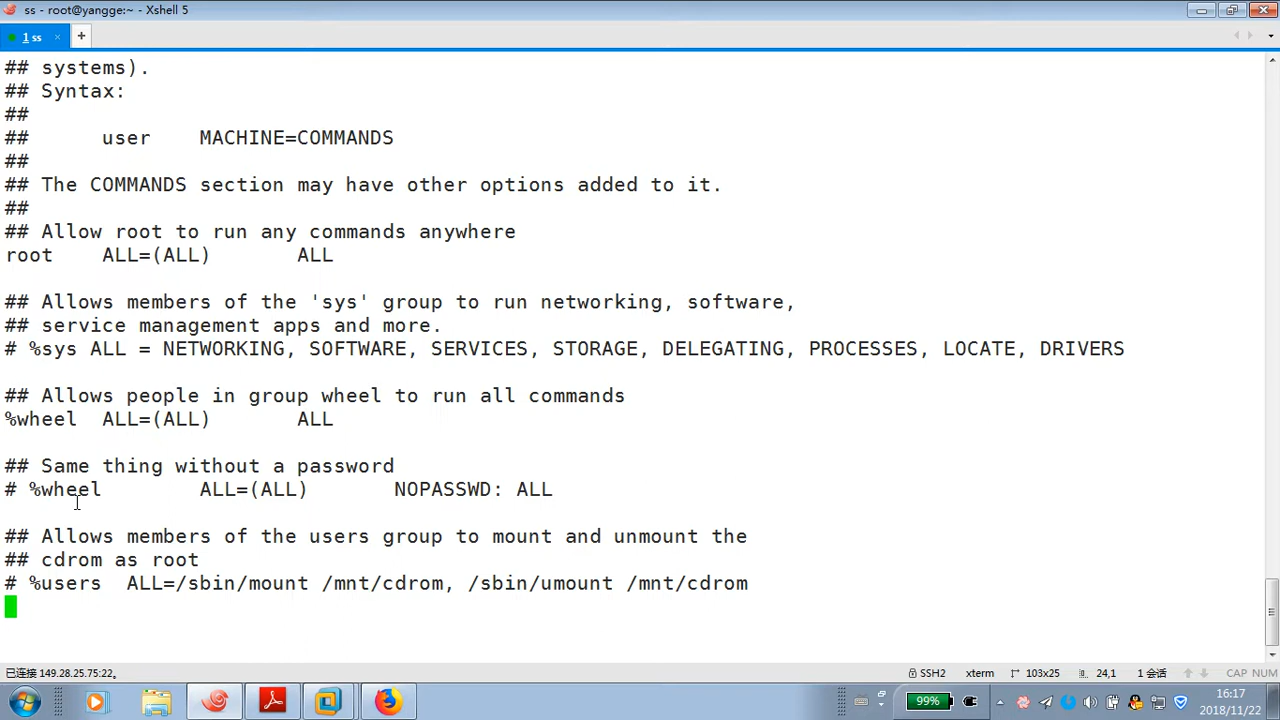 ss - root@yangge:~ - Xshell 5
1 ss × +
## systems).
## Syntax:
##
##      user    MACHINE=COMMANDS
##
## The COMMANDS section may have other options added to it.
##
## Allow root to run any commands anywhere
root    ALL=(ALL)       ALL
## Allows members of the 'sys' group to run networking, software,
## service management apps and more.
# %sys ALL = NETWORKING, SOFTWARE, SERVICES, STORAGE, DELEGATING, PROCESSES, LOCATE, DRIVERS
## Allows people in group wheel to run all commands
%wheel  ALL=(ALL)       ALL
## Same thing without a password
# %wheel        ALL=(ALL)       NOPASSWD: ALL
## Allows members of the users group to mount and unmount the
## cdrom as root
# %users  ALL=/sbin/mount /mnt/cdrom, /sbin/umount /mnt/cdrom
已连接 149.28.25.75:22。 SSH2 xterm 103x25 24,1 1 会话 CAP NUM
99% 16:17
2018/11/22